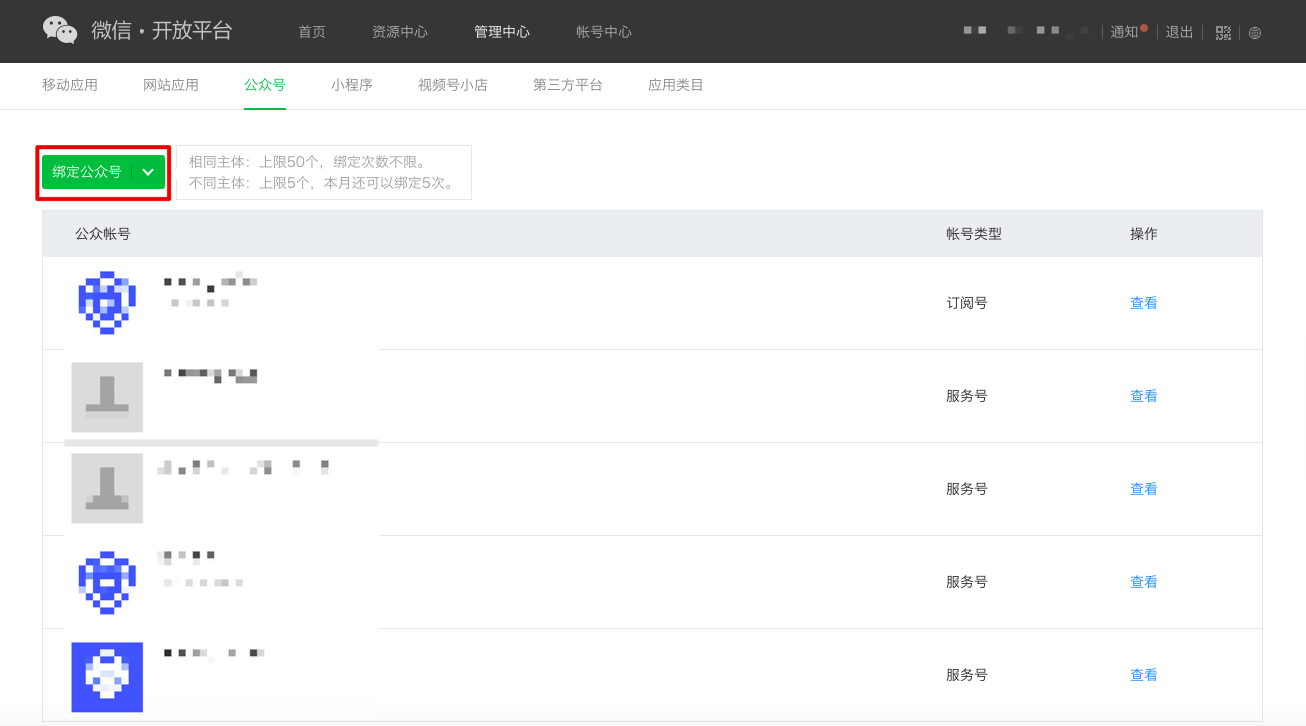 微信·开放平台 首页 资源中心 管理中心 帐号中心 通知 退出
移动应用 网站应用 公众号 小程序 视频号小店 第三方平台 应用类目
绑定公众号
相同主体：上限50个，绑定次数不限。
不同主体：上限5个，本月还可以绑定5次。
公众帐号 帐号类型 操作
订阅号 查看
服务号 查看
服务号 查看
服务号 查看
服务号 查看